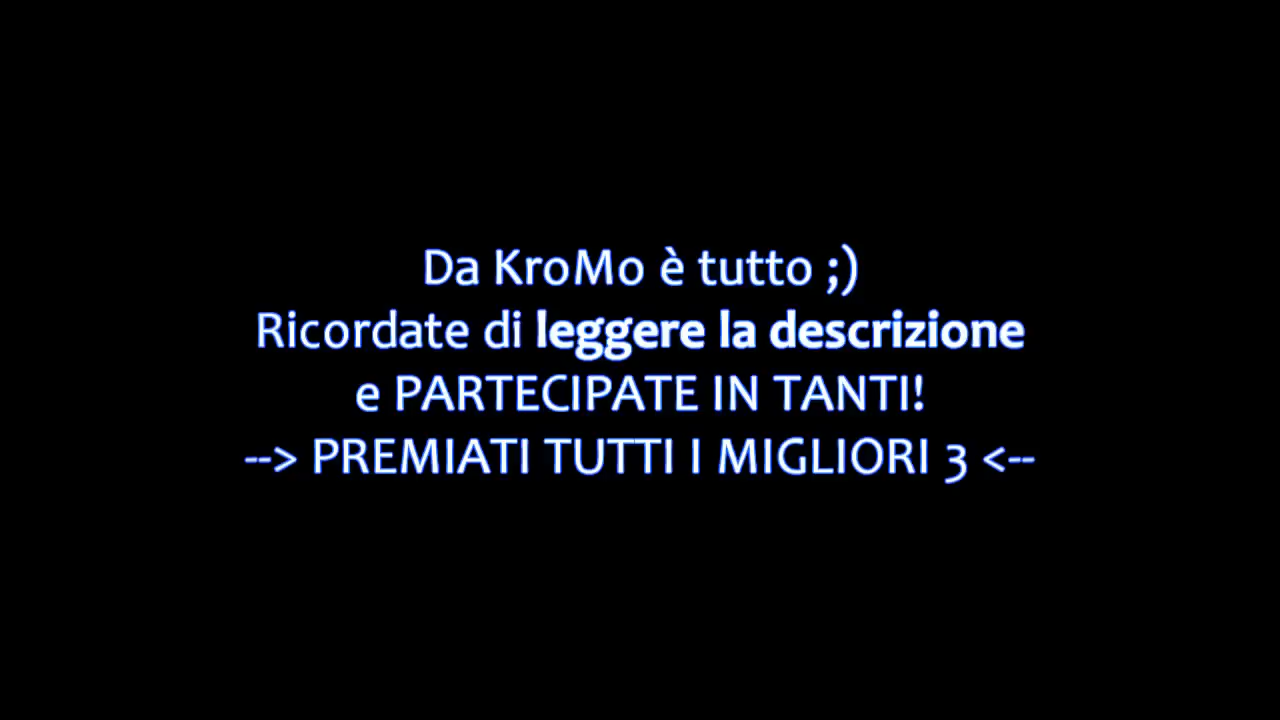 Da KroMo è tutto ;)
Ricordate di leggere la descrizione
e PARTECIPATE IN TANTI!
--> PREMIATI TUTTI I MIGLIORI 3 <--